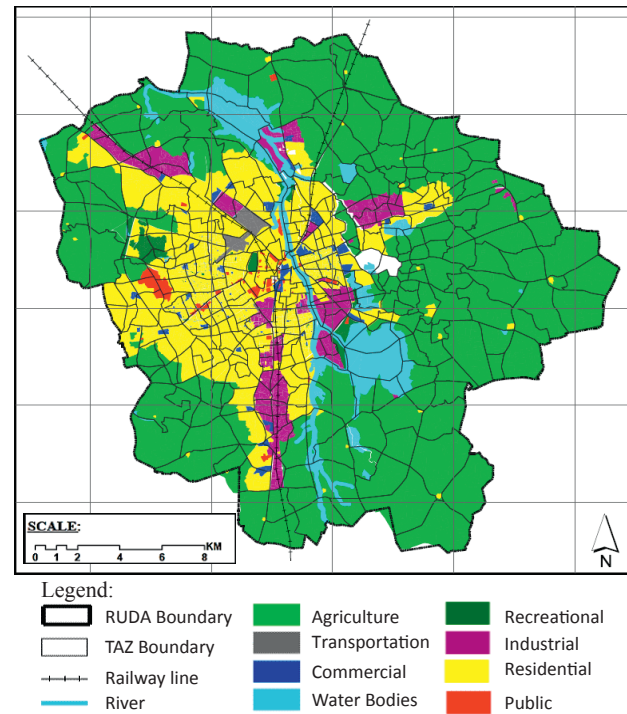 SCALE:
0 1 2 4 6 8 KM
N
Legend:
RUDA Boundary
TAZ Boundary
Railway line
River
Agriculture
Transportation
Commercial
Water Bodies
Recreational
Industrial
Residential
Public